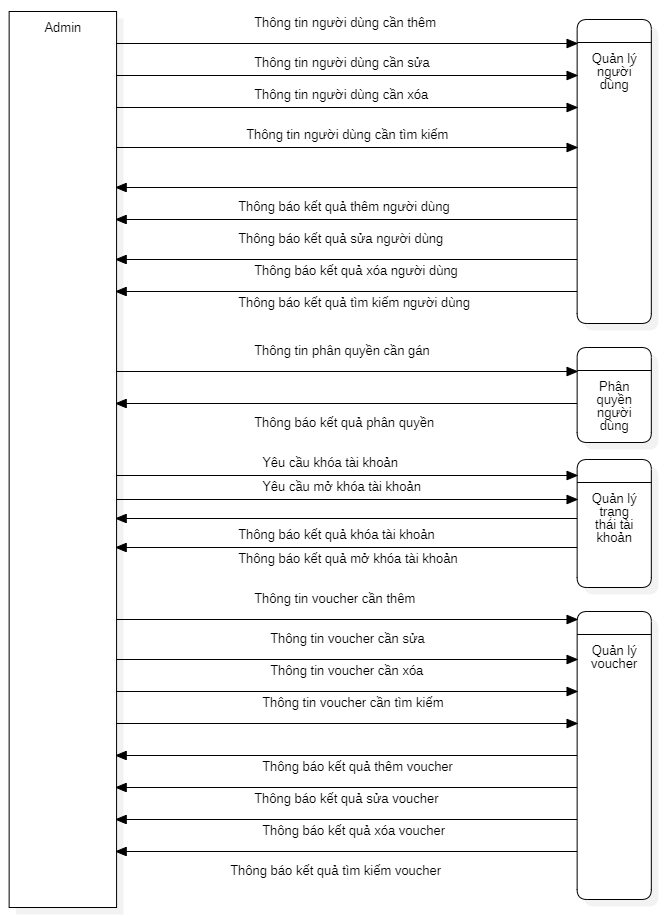 Admin
Thông tin người dùng cần thêm
Thông tin người dùng cần sửa
Thông tin người dùng cần xóa
Thông tin người dùng cần tìm kiếm
Quản lý
người
dùng
Thông báo kết quả thêm người dùng
Thông báo kết quả sửa người dùng
Thông báo kết quả xóa người dùng
Thông báo kết quả tìm kiếm người dùng
Thông tin phân quyền cần gán
Thông báo kết quả phân quyền
Phân
quyền
người
dùng
Yêu cầu khóa tài khoản
Yêu cầu mở khóa tài khoản
Thông báo kết quả khóa tài khoản
Thông báo kết quả mở khóa tài khoản
Quản lý
trạng
thái tài
khoản
Thông tin voucher cần thêm
Thông tin voucher cần sửa
Thông tin voucher cần xóa
Thông tin voucher cần tìm kiếm
Quản lý
voucher
Thông báo kết quả thêm voucher
Thông báo kết quả sửa voucher
Thông báo kết quả xóa voucher
Thông báo kết quả tìm kiếm voucher